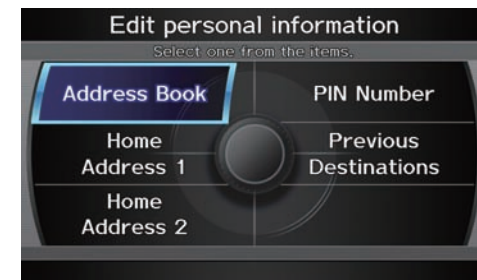 Edit personal information
Select one from the items.
Address Book
PIN Number
Home
Address 1
Previous
Destinations
Home
Address 2